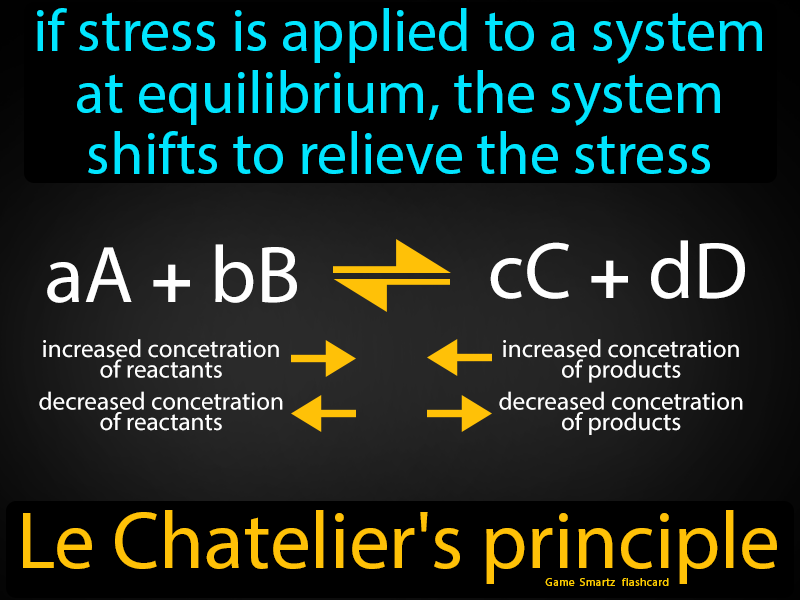 if stress is applied to a system
at equilibrium, the system
shifts to relieve the stress
aA + bB ⇌ cC + dD
increased concetration
of reactants
increased concetration
of products
decreased concetration
of reactants
decreased concetration
of products
Le Chatelier's principle
Game Smartz flashcard